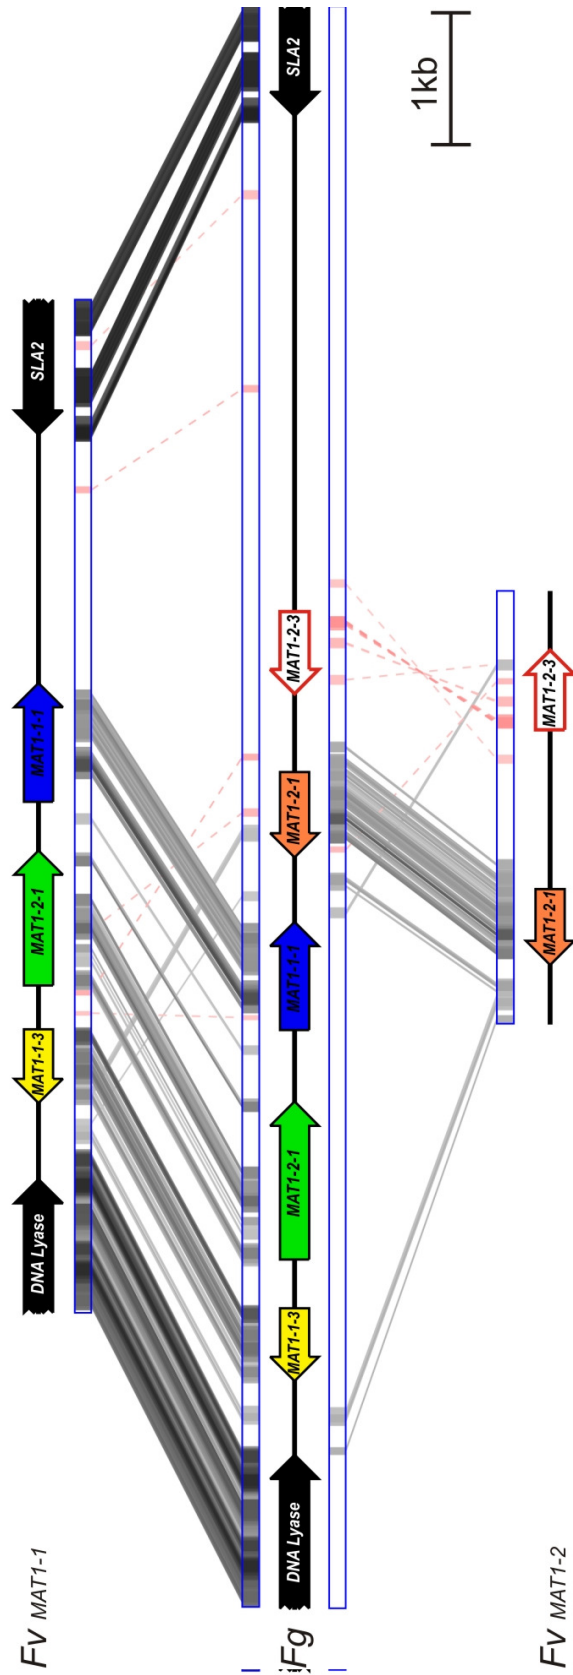 Fv MAT1-1
DNA Lyase
MAT1-1-3
MAT1-2-1
MAT1-1-1
SLA2
Fg
DNA Lyase
MAT1-1-3
MAT1-2-1
MAT1-1-1
MAT1-2-1
MAT1-2-3
SLA2
1kb
Fv MAT1-2
MAT1-2-1
MAT1-2-3